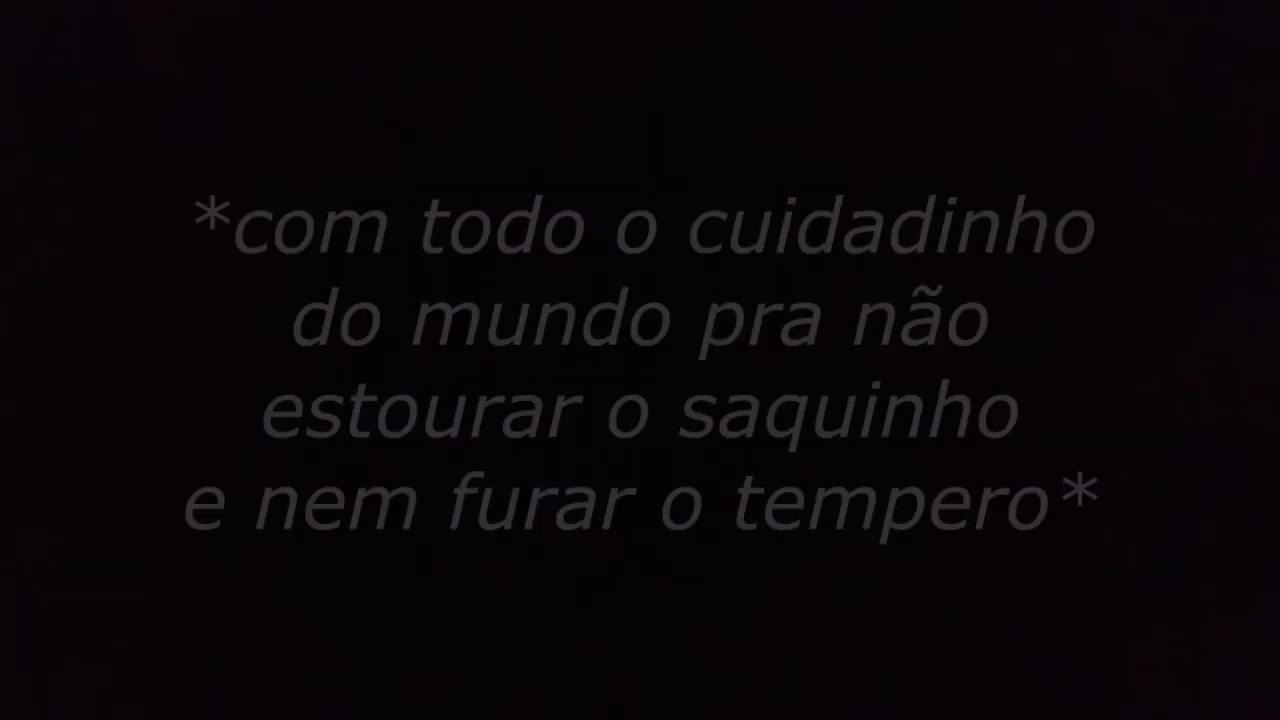 *com todo o cuidadinho
do mundo pra não
estourar o saquinho
e nem furar o tempero*